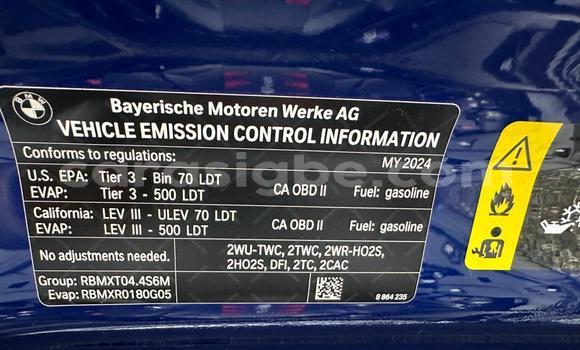 BMW
Bayerische Motoren Werke AG
VEHICLE EMISSION CONTROL INFORMATION
Conforms to regulations: MY 2024
U.S. EPA: Tier 3 - Bin 70 LDT
EVAP: Tier 3 - 500 LDT CA OBD II Fuel: gasoline
California: LEV III - ULEV 70 LDT
EVAP: LEV III - 500 LDT CA OBD II Fuel: gasoline
No adjustments needed. 2WU-TWC, 2TWC, 2WR-HO2S,
2HO2S, DFI, 2TC, 2CAC
Group: RBMXT04.4S6M
Evap: RBMXR0180G05 8 864 235